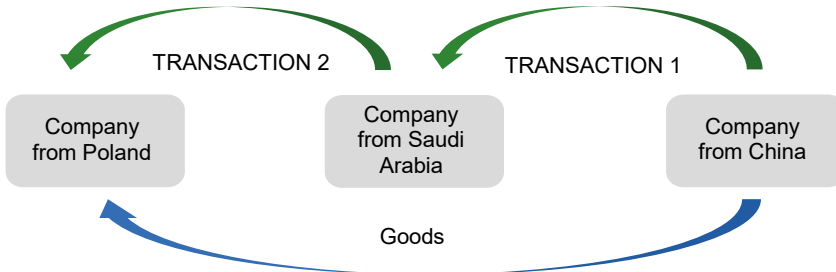 TRANSACTION 2
TRANSACTION 1
Company
from Poland
Company
from Saudi
Arabia
Company
from China
Goods